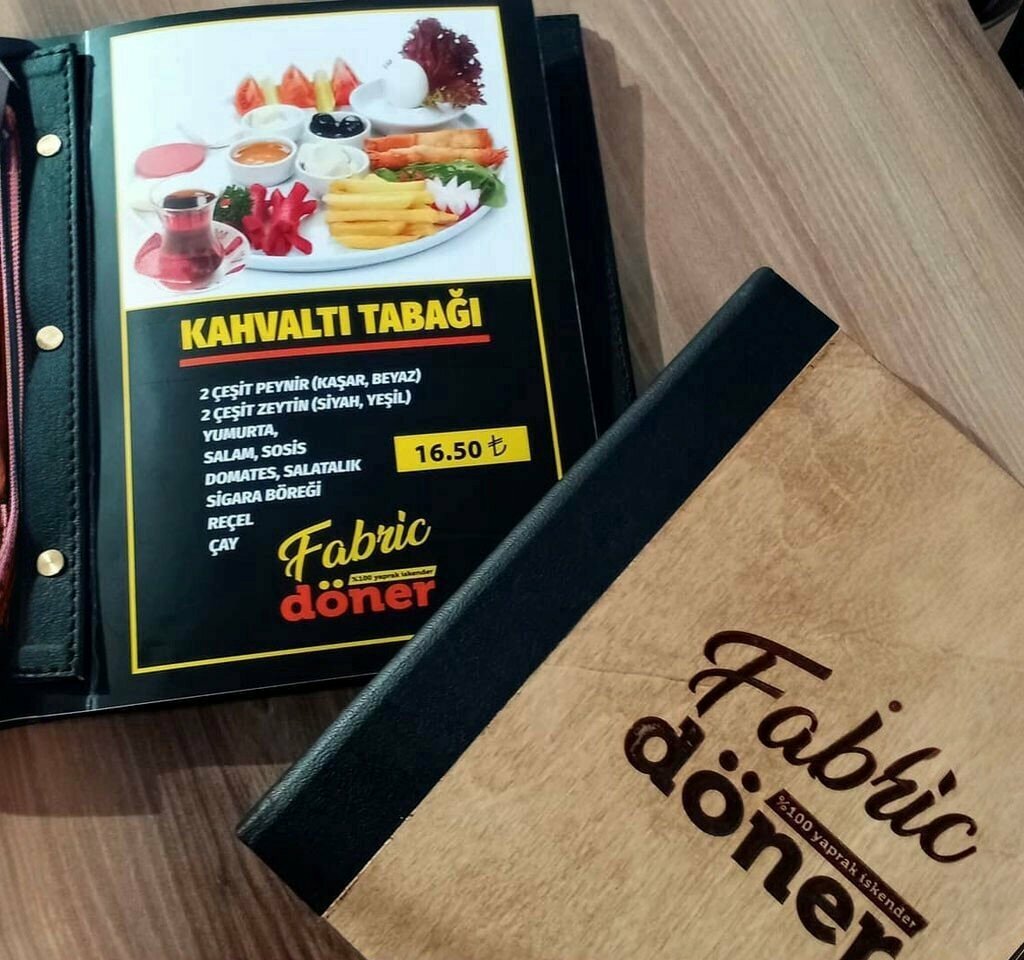 KAHVALTI TABAĞI
2 ÇEŞİT PEYNİR (KAŞAR, BEYAZ)
2 ÇEŞİT ZEYTİN (SİYAH, YEŞİL)
YUMURTA,
SALAM, SOSİS
DOMATES, SALATALIK
SİGARA BÖREĞİ
REÇEL
ÇAY
16.50 ₺
Fabric
%100 yaprak iskender
döner
Fabric
%100 yaprak iskender
döner